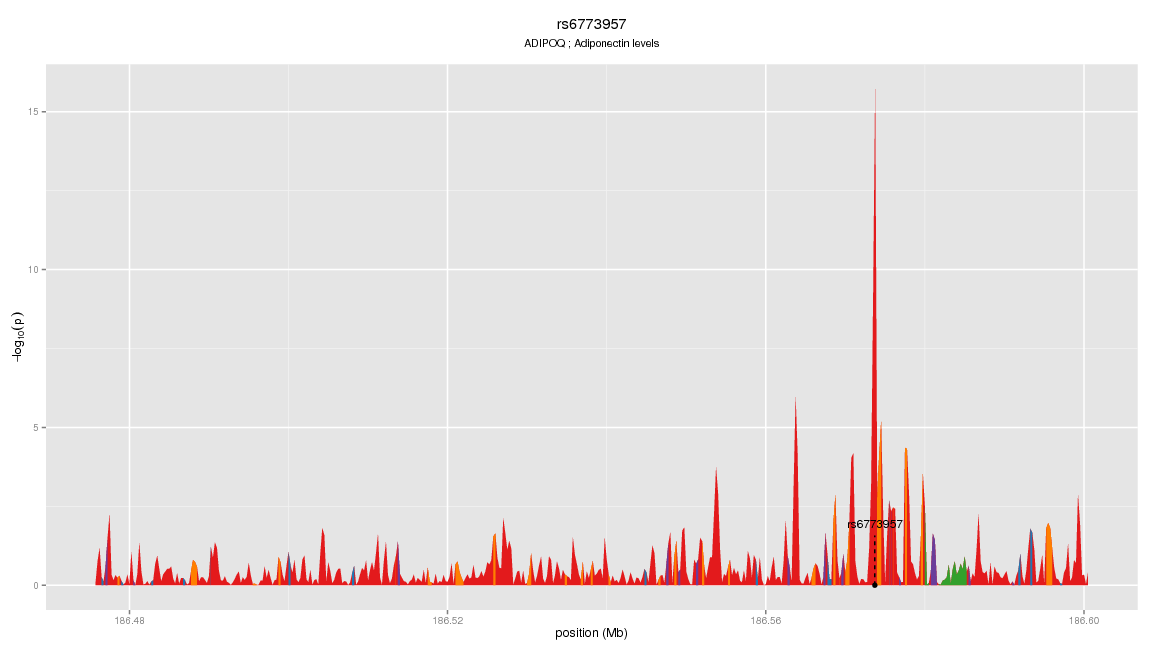 rs6773957
ADIPOQ ; Adiponectin levels
15
10
5
0
−log10(p)
rs6773957
186.48
186.52
186.56
186.60
position (Mb)